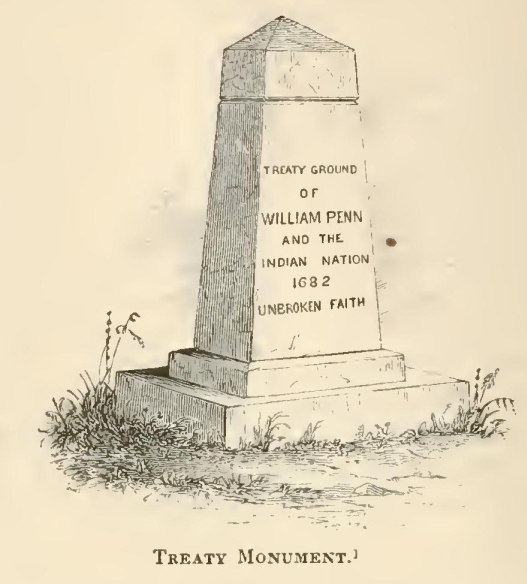 TREATY GROUND
OF
WILLIAM PENN
AND THE
INDIAN NATION
1682
UNBROKEN FAITH
TREATY MONUMENT.¹